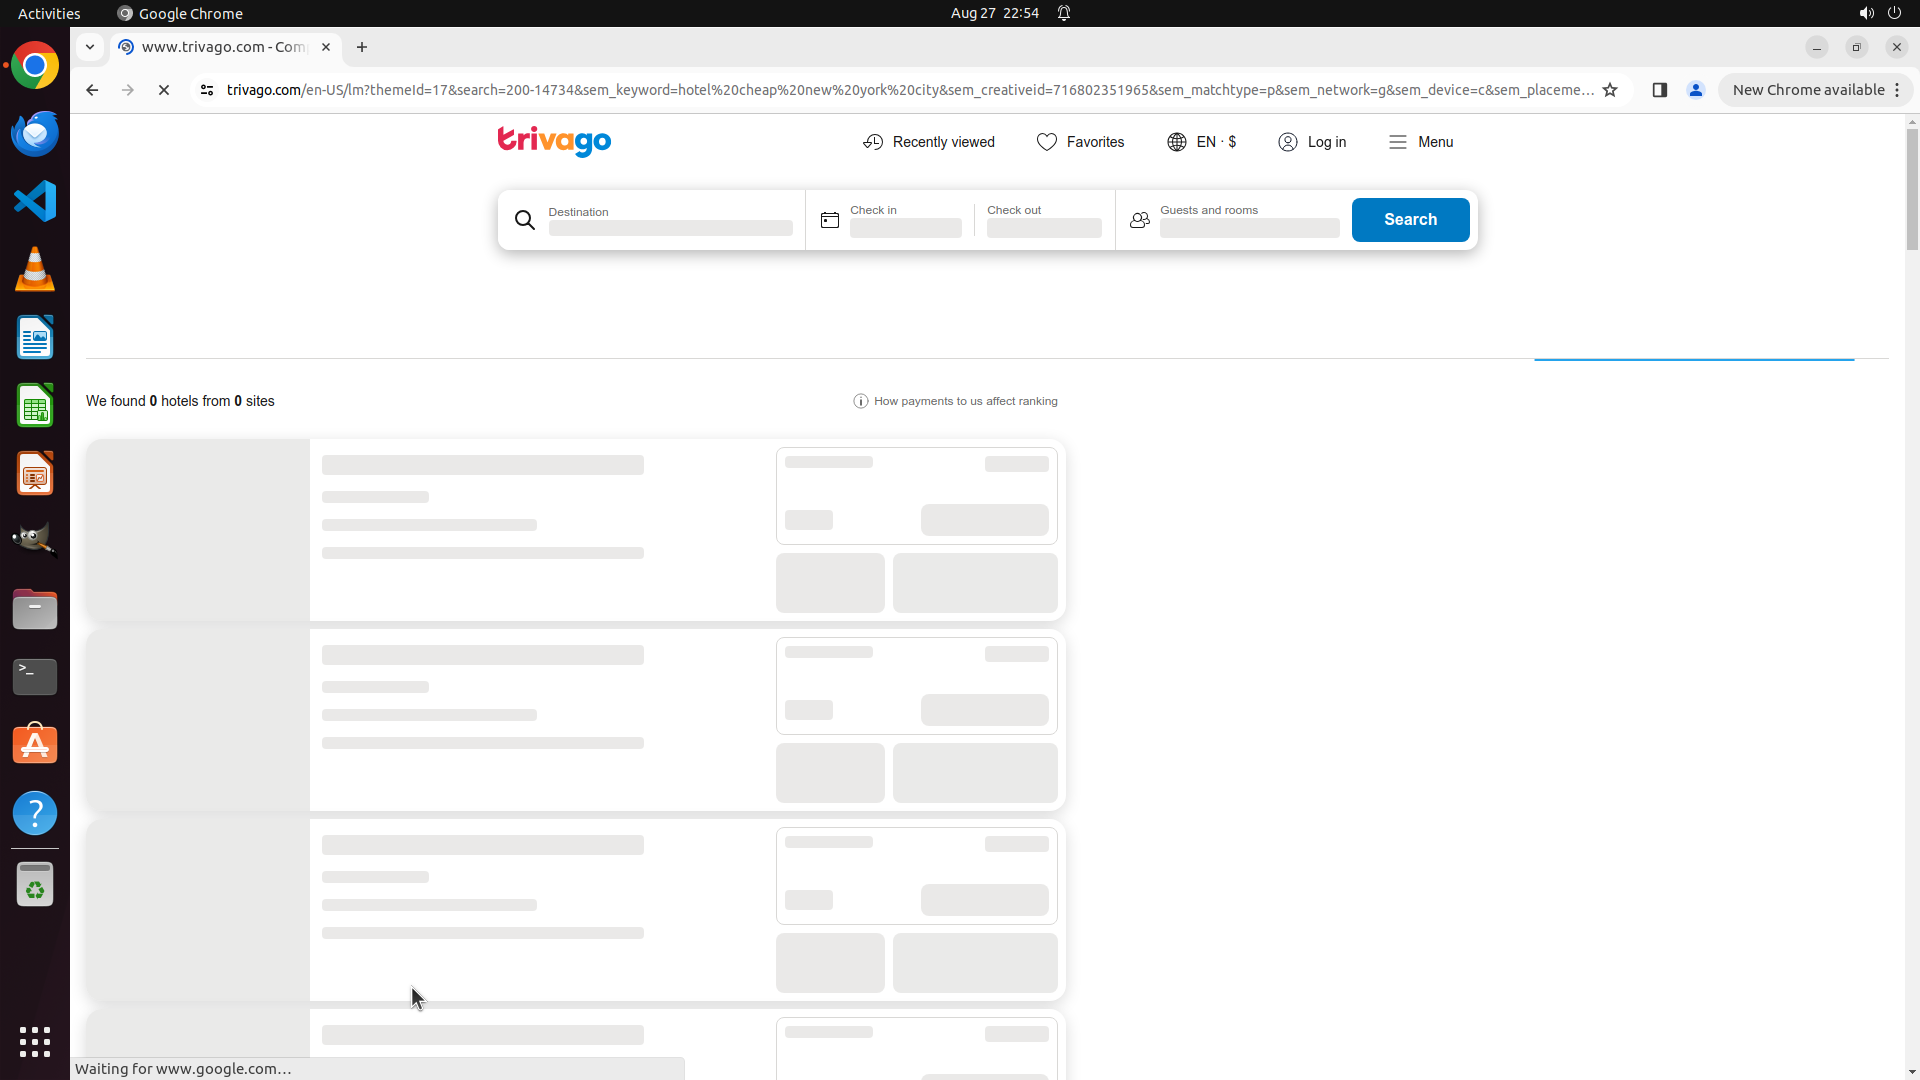 Activities
Google Chrome
Aug 27 22:54
www.trivago.com - Com
trivago.com/en-US/lm?themeId=17&search=200-14734&sem_keyword=hotel%20cheap%20new%20york%20city&sem_creativeid=716802351965&sem_matchtype=p&sem_network=g&sem_device=c&sem_placeme...
New Chrome available
trivago
Recently viewed
Favorites
EN · $
Log in
Menu
Destination
Check in
Check out
Guests and rooms
Search
We found 0 hotels from 0 sites
How payments to us affect ranking
Waiting for www.google.com...